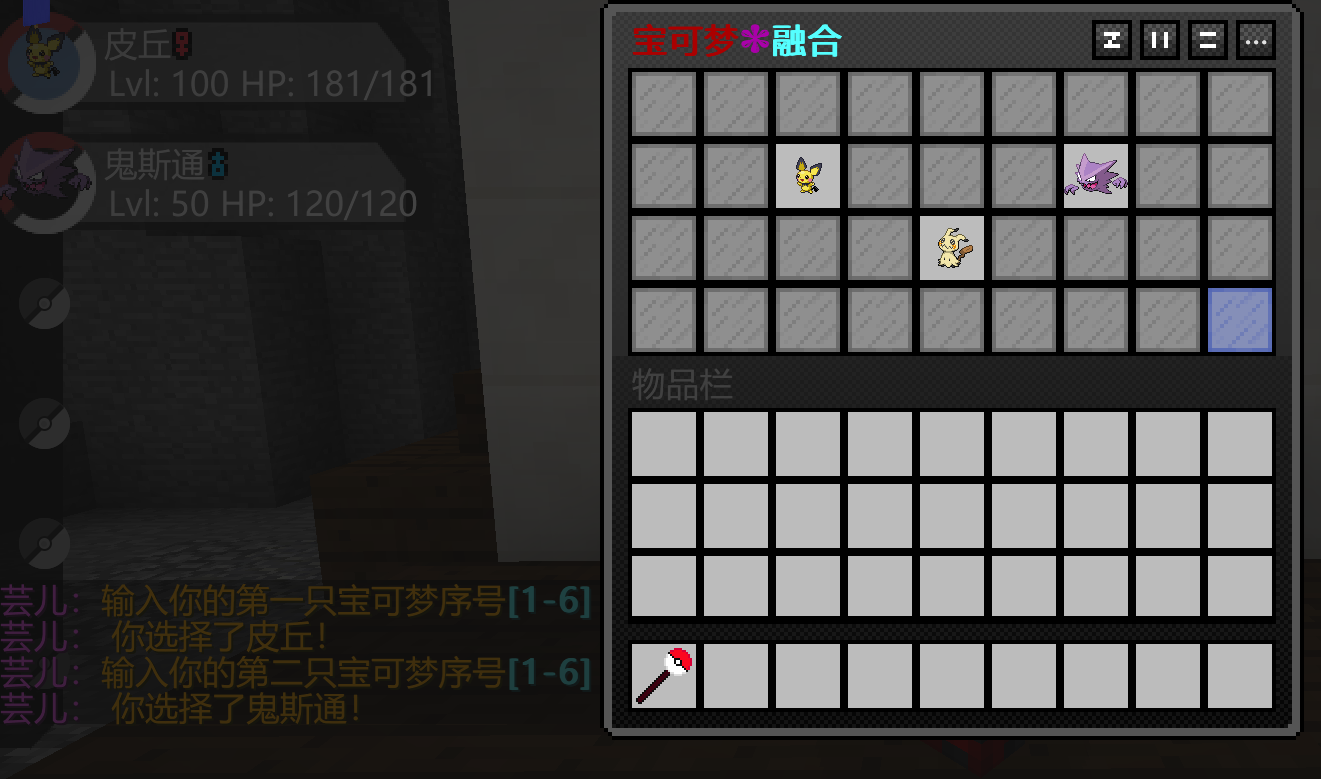 皮丘
Lvl: 100 HP: 181/181
鬼斯通
Lvl: 50 HP: 120/120
芸儿： 输入你的第一只宝可梦序号[1-6]
芸儿： 你选择了皮丘！
芸儿： 输入你的第二只宝可梦序号[1-6]
芸儿： 你选择了鬼斯通！
宝可梦✻融合
物品栏